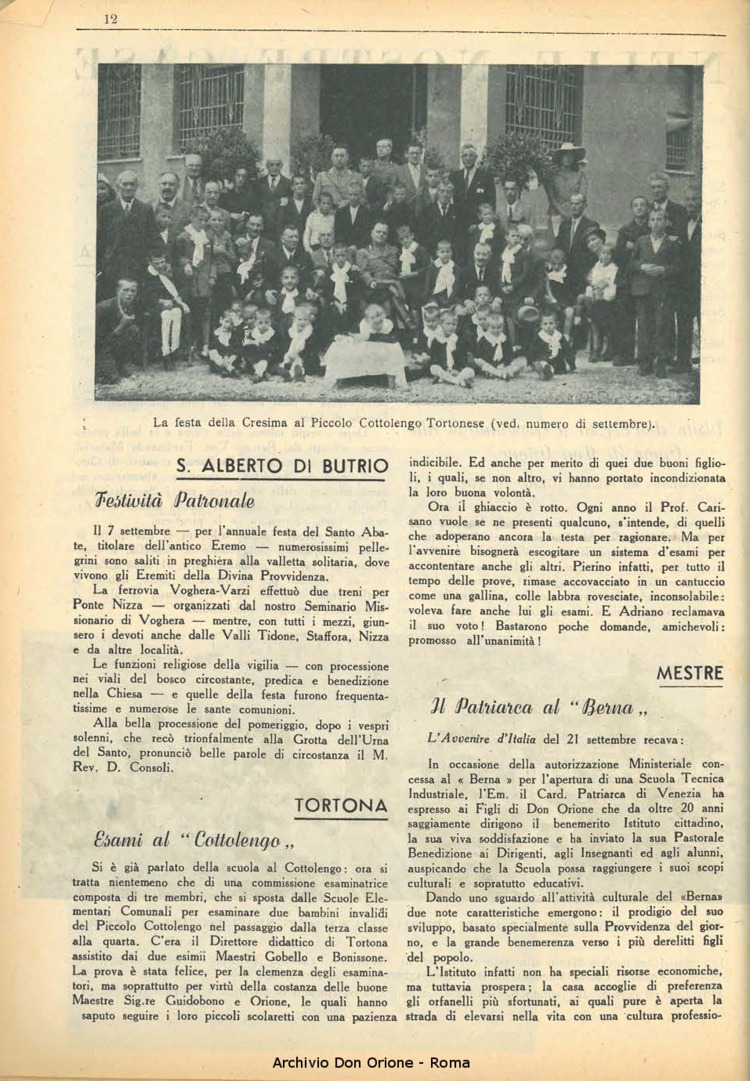 12
La festa della Cresima al Piccolo Cottolengo Tortonese (ved. numero di settembre).
S. ALBERTO DI BUTRIO
Festività Patronale
Il 7 settembre — per l'annuale festa del Santo Aba-
te, titolare dell'antico Eremo — numerosissimi pelle-
grini sono saliti in preghiera alla valletta solitaria, dove
vivono gli Eremiti della Divina Provvidenza.
La ferrovia Voghera-Varzi effettuò due treni per
Ponte Nizza — organizzati dal nostro Seminario Mis-
sionario di Voghera — mentre, con tutti i mezzi, giun-
sero i devoti anche dalle Valli Tidone, Staffora, Nizza
e da altre località.
Le funzioni religiose della vigilia — con processione
nei viali del bosco circostante, predica e benedizione
nella Chiesa — e quelle della festa furono frequenta-
tissime e numerose le sante comunioni.
Alla bella processione del pomeriggio, dopo i vespri
solenni, che recò trionfalmente alla Grotta dell'Urna
del Santo, pronunciò belle parole di circostanza il M.
Rev. D. Consoli.
TORTONA
Esami al "Cottolengo„
Si è già parlato della scuola al Cottolengo: ora si
tratta nientemeno che di una commissione esaminatrice
composta di tre membri, che si sposta dalle Scuole Ele-
mentari Comunali per esaminare due bambini invalidi
del Piccolo Cottolengo nel passaggio dalla terza classe
alla quarta. C'era il Direttore didattico di Tortona
assistito dai due esimii Maestri Gobello e Bonissone.
La prova è stata felice, per la clemenza degli esamina-
tori, ma soprattutto per virtù della costanza delle buone
Maestre Sig.re Guidobono e Orione, le quali hanno
saputo seguire i loro piccoli scolaretti con una pazienza
indicibile. Ed anche per merito di quei due buoni figlio-
li, i quali, se non altro, vi hanno portato incondizionata
la loro buona volontà.
Ora il ghiaccio è rotto. Ogni anno il Prof. Cari-
sano vuole se ne presenti qualcuno, s'intende, di quelli
che adoperano ancora la testa per ragionare. Ma per
l'avvenire bisognerà escogitare un sistema d'esami per
accontentare anche gli altri. Pierino infatti, per tutto il
tempo delle prove, rimase accovacciato in un cantuccio
come una gallina, colle labbra rovesciate, inconsolabile:
voleva fare anche lui gli esami. E Adriano reclamava
il suo voto! Bastarono poche domande, amichevoli:
promosso all'unanimità!
MESTRE
Il Patriarca al "Berna„
L'Avvenire d'Italia del 21 settembre recava:
In occasione della autorizzazione Ministeriale con-
cessa al « Berna » per l'apertura di una Scuola Tecnica
Industriale, l'Em. il Card. Patriarca di Venezia ha
espresso ai Figli di Don Orione che da oltre 20 anni
saggiamente dirigono il benemerito Istituto cittadino,
la sua viva soddisfazione e ha inviato la sua Pastorale
Benedizione ai Dirigenti, agli Insegnanti ed agli alunni,
auspicando che la Scuola possa raggiungere i suoi scopi
culturali e sopratutto educativi.
Dando uno sguardo all'attività culturale del «Berna»
due note caratteristiche emergono: il prodigio del suo
sviluppo, basato specialmente sulla Provvidenza del gior-
no, e la grande benemerenza verso i più derelitti figli
del popolo.
L'Istituto infatti non ha speciali risorse economiche,
ma tuttavia prospera; la casa accoglie di preferenza
gli orfanelli più sfortunati, ai quali pure è aperta la
strada di elevarsi nella vita con una cultura professio-
Archivio Don Orione - Roma